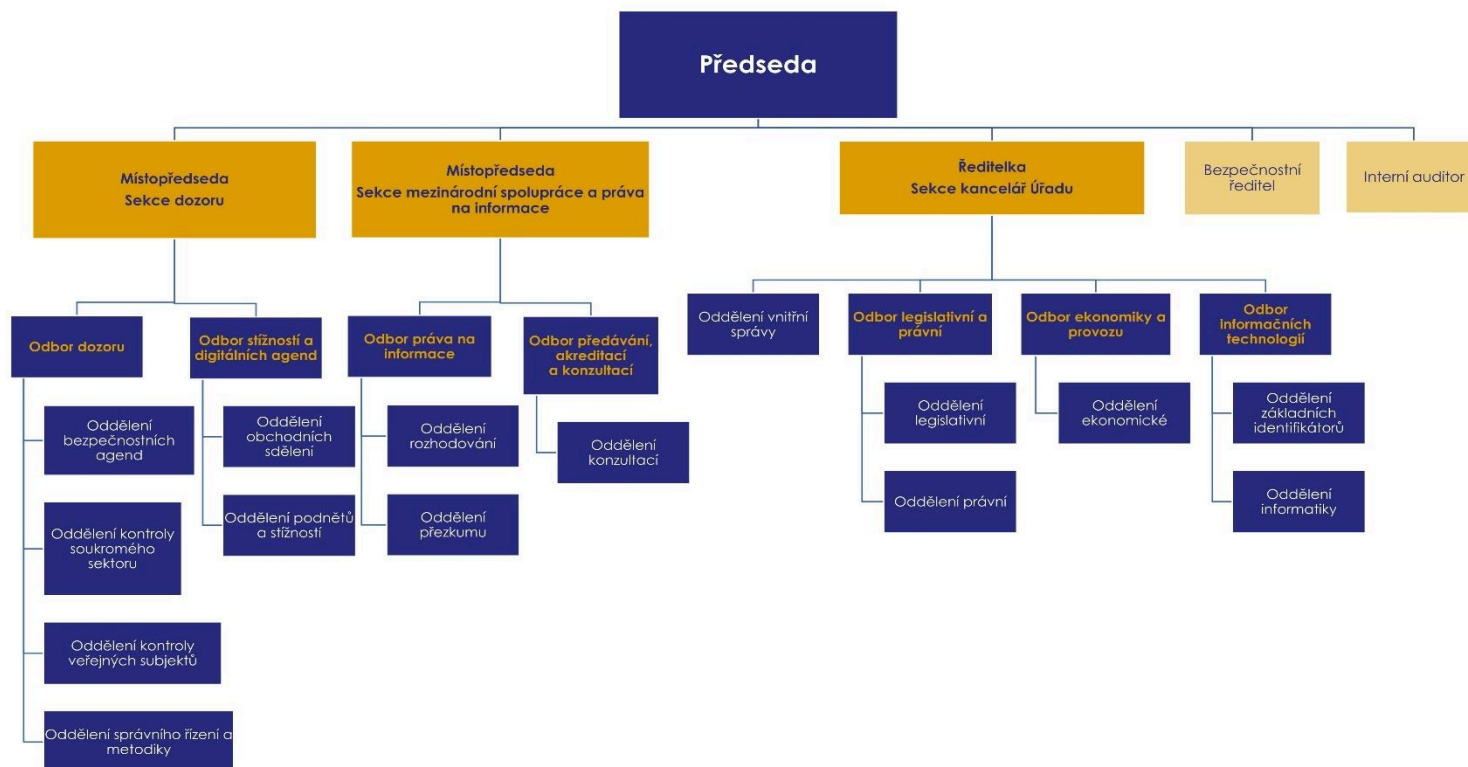 Předseda
Místopředseda
Sekce dozoru
Místopředseda
Sekce mezinárodní spolupráce a práva
na informace
Ředitelka
Sekce kancelář Úřadu
Bezpečnostní
ředitel
Interní auditor
Odbor dozoru
Odbor stížností a
digitálních agend
Odbor práva na
informace
Odbor předávání,
akreditací
a konzultací
Oddělení vnitřní
správy
Odbor legislativní a
právní
Odbor ekonomiky a
provozu
Odbor
informačních
technologií
Oddělení
bezpečnostních
agend
Oddělení kontroly
soukromého
sektoru
Oddělení kontroly
veřejných subjektů
Oddělení správního řízení a
metodiky
Oddělení
obchodních
sdělení
Oddělení podnětů
a stížností
Oddělení
rozhodování
Oddělení
přezkumu
Oddělení
konzultací
Oddělení
legislativní
Oddělení právní
Oddělení
ekonomické
Oddělení
základních
identifikátorů
Oddělení
informatiky